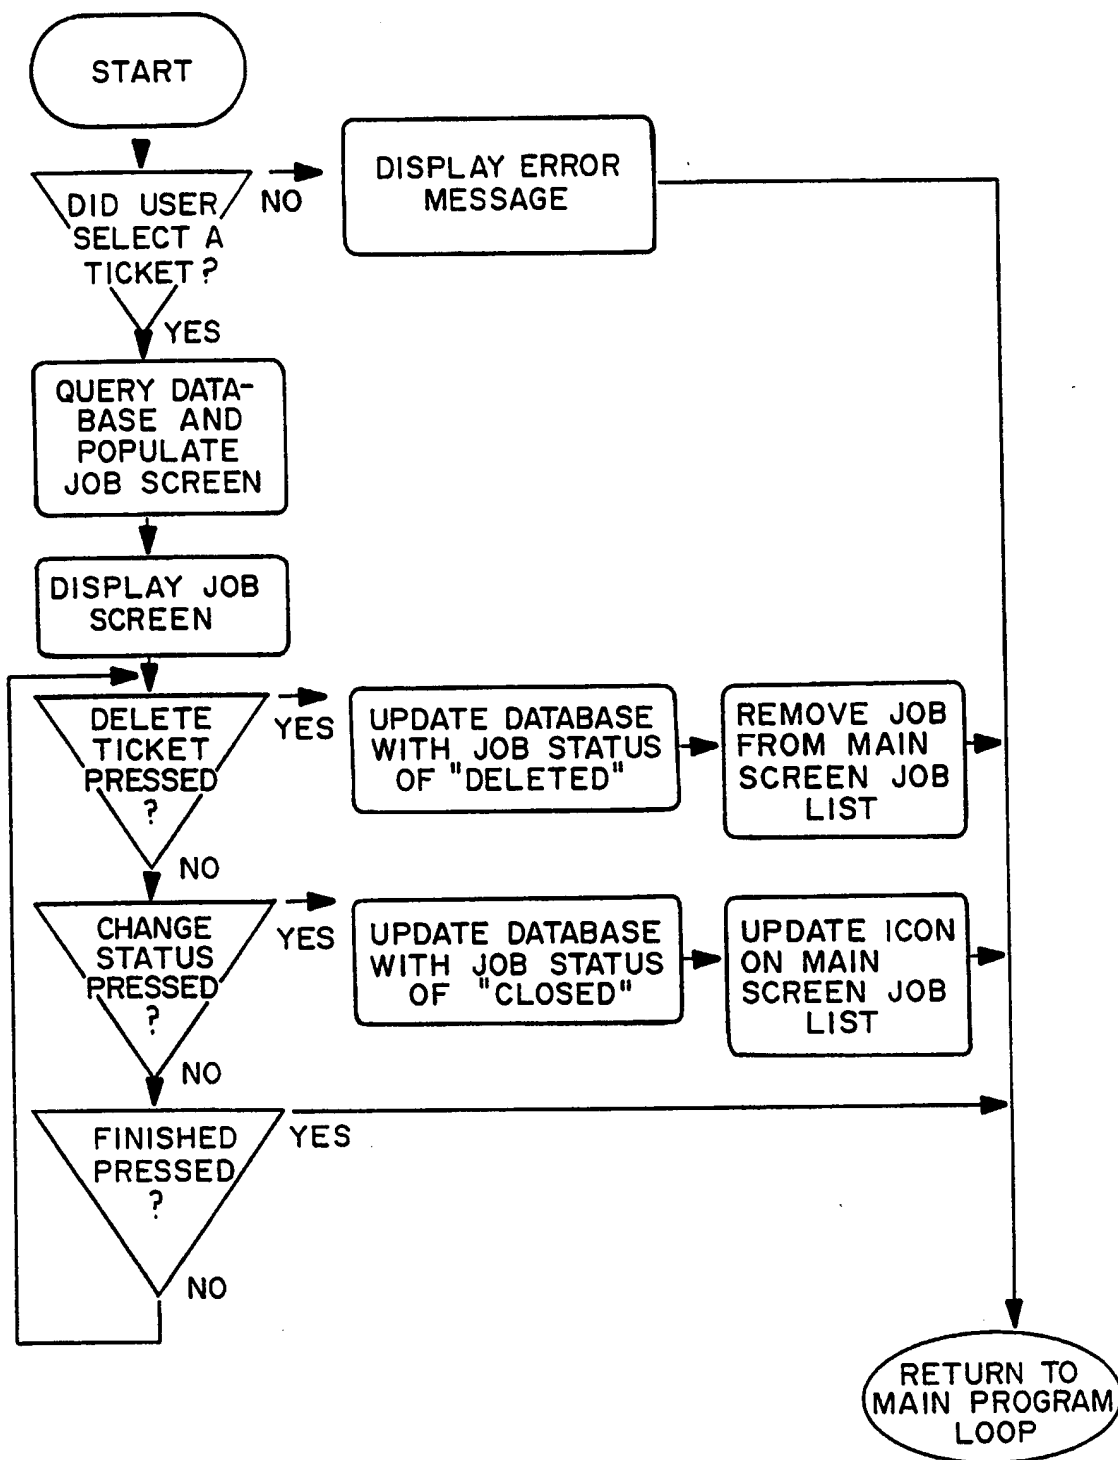 START
DID USER
SELECT A
TICKET?
NO
DISPLAY ERROR
MESSAGE
YES
QUERY DATA-
BASE AND
POPULATE
JOB SCREEN
DISPLAY JOB
SCREEN
DELETE
TICKET
PRESSED
?
YES
UPDATE DATABASE
WITH JOB STATUS
OF "DELETED"
REMOVE JOB
FROM MAIN
SCREEN JOB
LIST
NO
CHANGE
STATUS
PRESSED
?
YES
UPDATE DATABASE
WITH JOB STATUS
OF "CLOSED"
UPDATE ICON
ON MAIN
SCREEN JOB
LIST
NO
FINISHED
PRESSED
?
YES
NO
RETURN TO
MAIN PROGRAM
LOOP